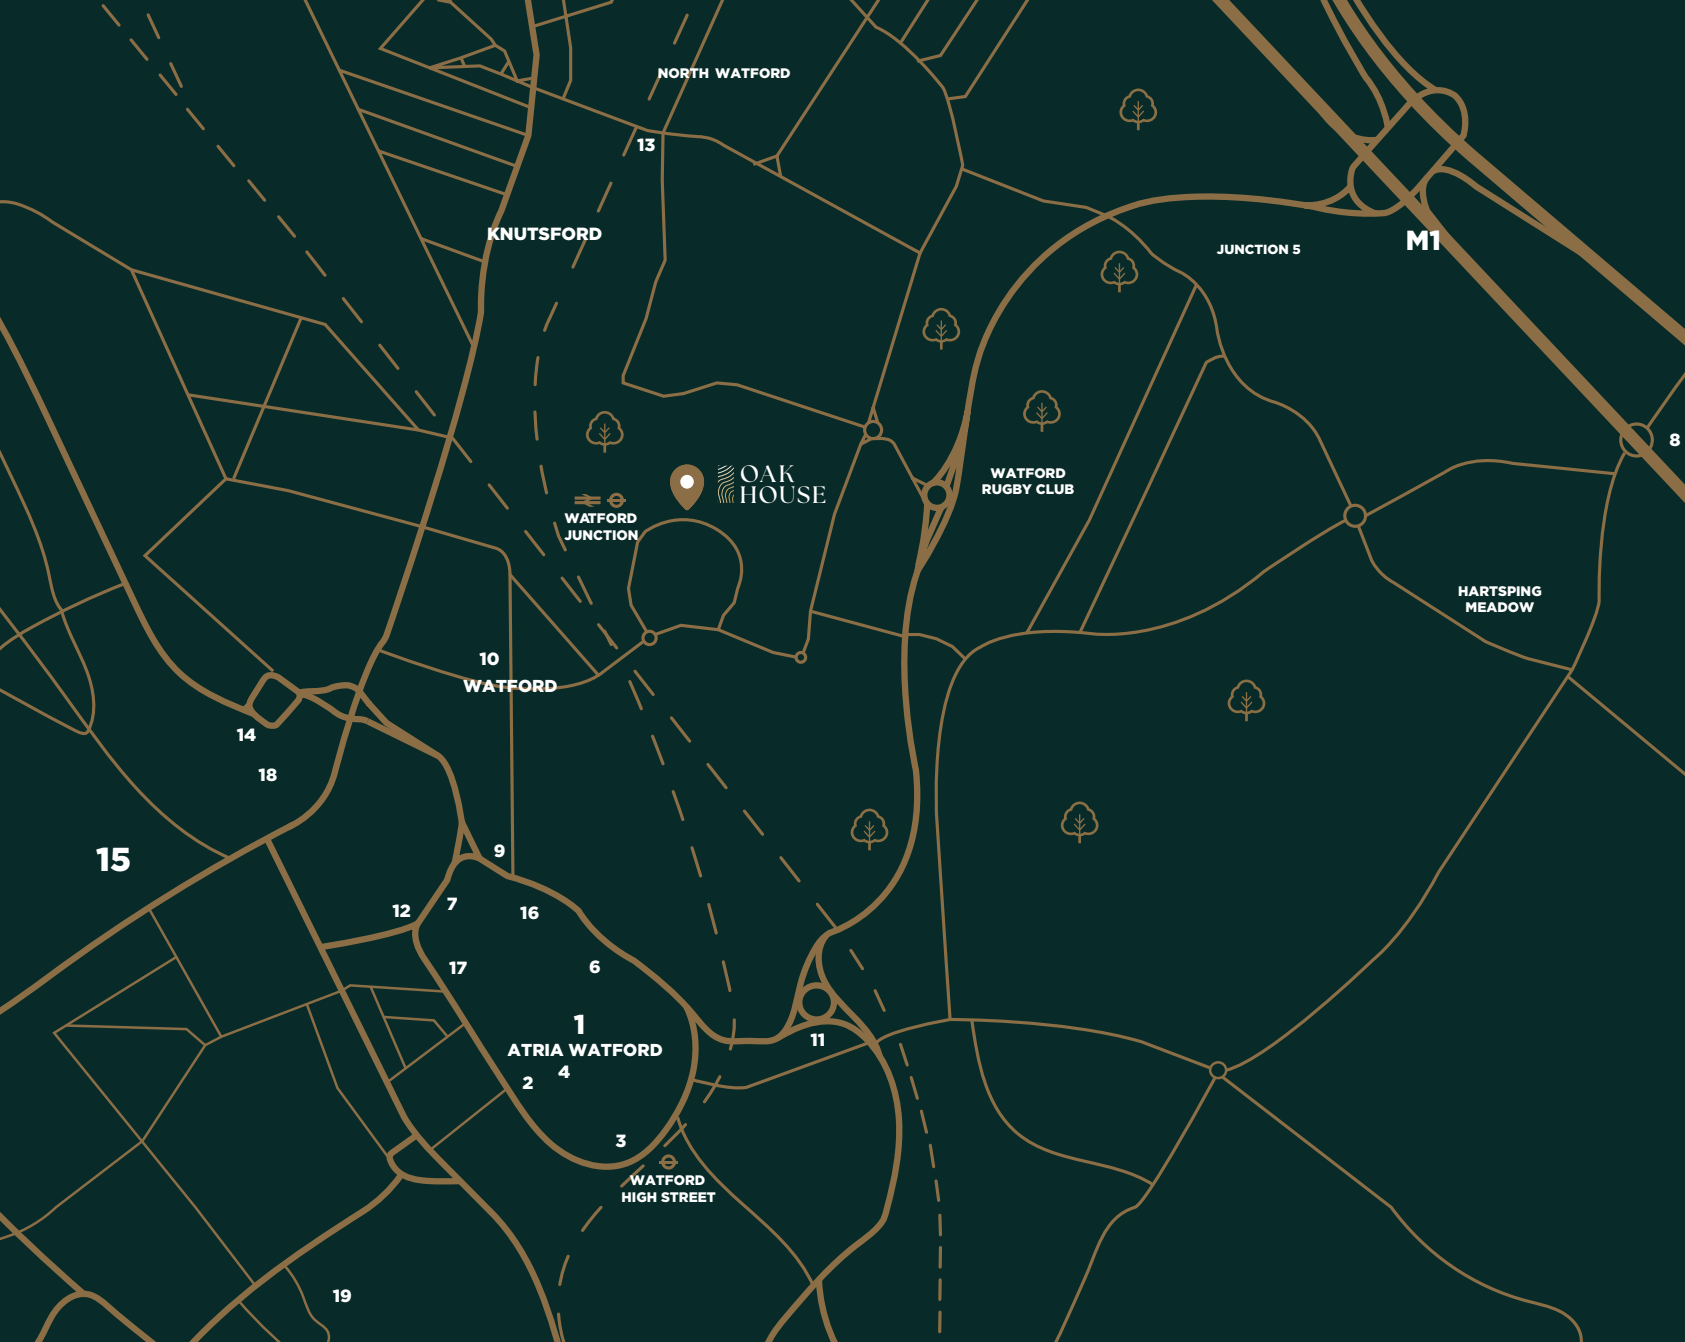 NORTH WATFORD
13
KNUTSFORD
M1
JUNCTION 5
8
OAK
HOUSE
WATFORD
RUGBY CLUB
WATFORD
JUNCTION
HARTSPING
MEADOW
10
WATFORD
14
18
15
9
7
12
16
17
6
1
ATRIA WATFORD
4
2
11
3
WATFORD
HIGH STREET
19